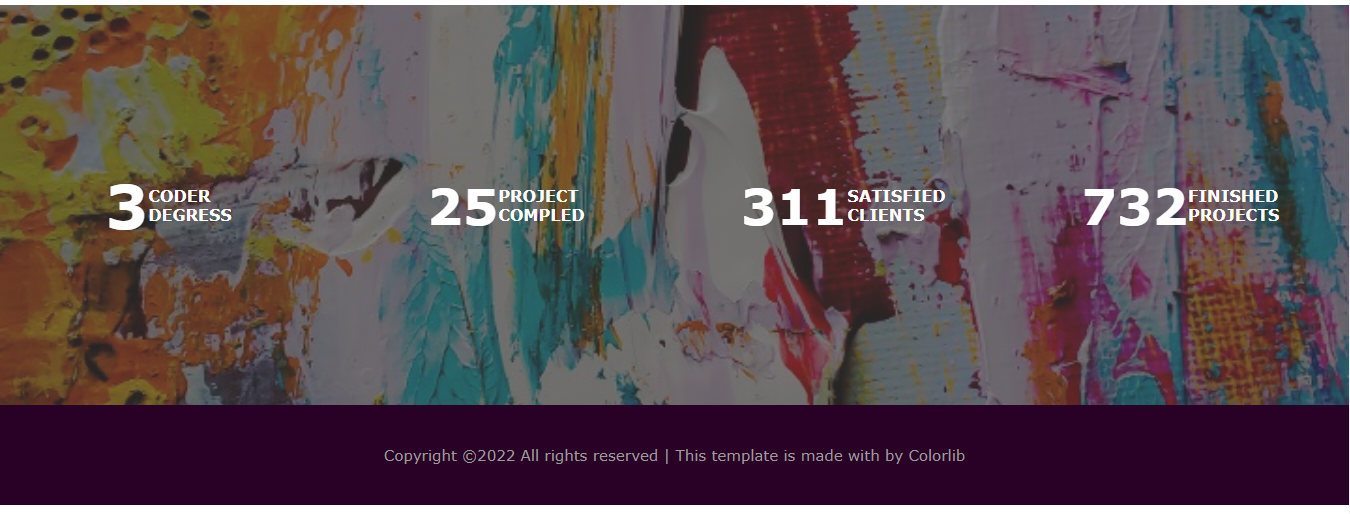 3 CODER
DEGRESS
25 PROJECT
COMPLED
311 SATISFIED
CLIENTS
732 FINISHED
PROJECTS
Copyright ©2022 All rights reserved | This template is made with by Colorlib